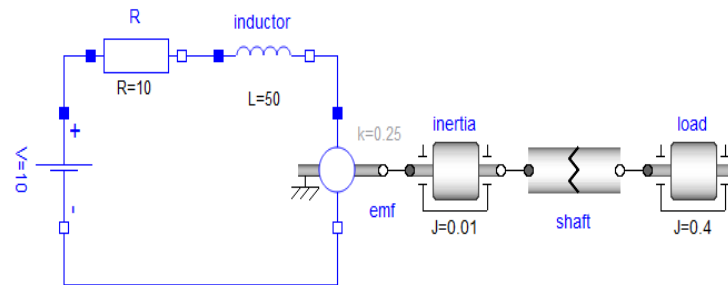 R
inductor
R=10
L=50
+
V=10
-
k=0.25
emf
inertia
J=0.01
shaft
load
J=0.4